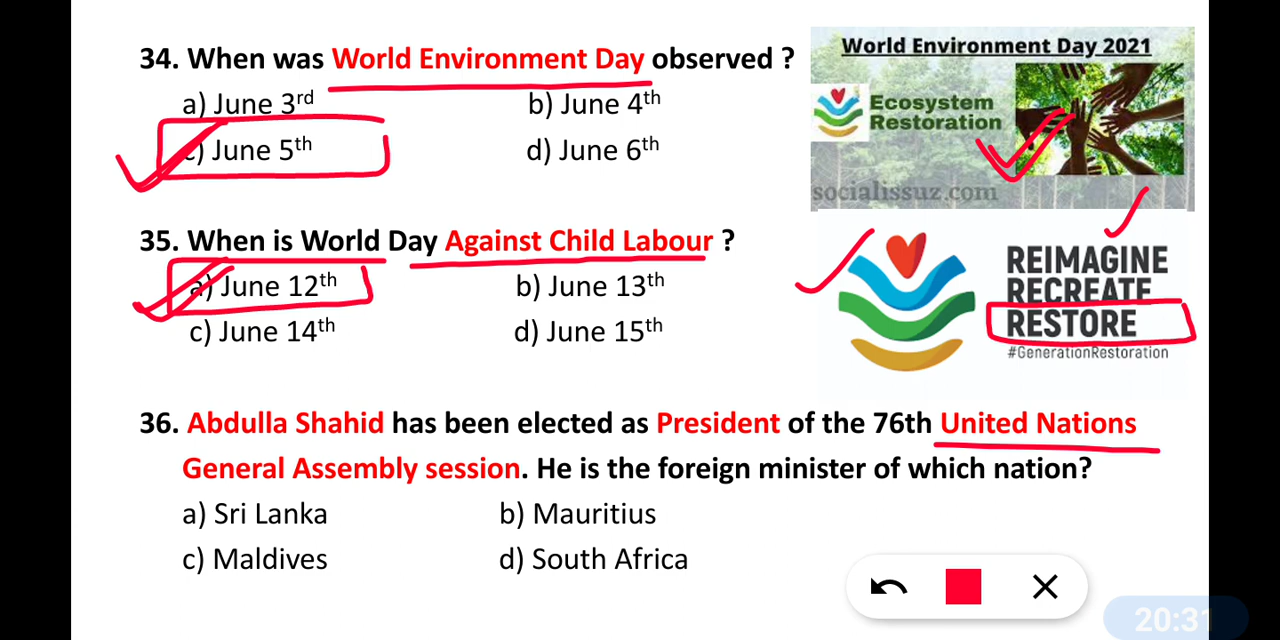 34. When was World Environment Day observed ?
a) June 3rd
b) June 4th
c) June 5th
d) June 6th
World Environment Day 2021
Ecosystem
Restoration
socialissuz.com
35. When is World Day Against Child Labour ?
a) June 12th
b) June 13th
c) June 14th
d) June 15th
REIMAGINE
RECREATE
RESTORE
#GenerationRestoration
36. Abdulla Shahid has been elected as President of the 76th United Nations
General Assembly session. He is the foreign minister of which nation?
a) Sri Lanka
b) Mauritius
c) Maldives
d) South Africa
20:31